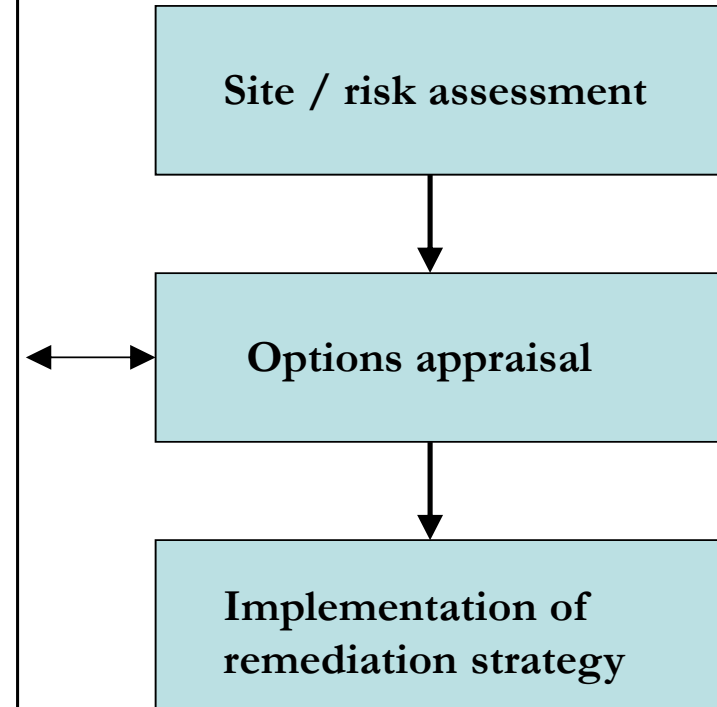 Site / risk assessment
Options appraisal
Implementation of
remediation strategy